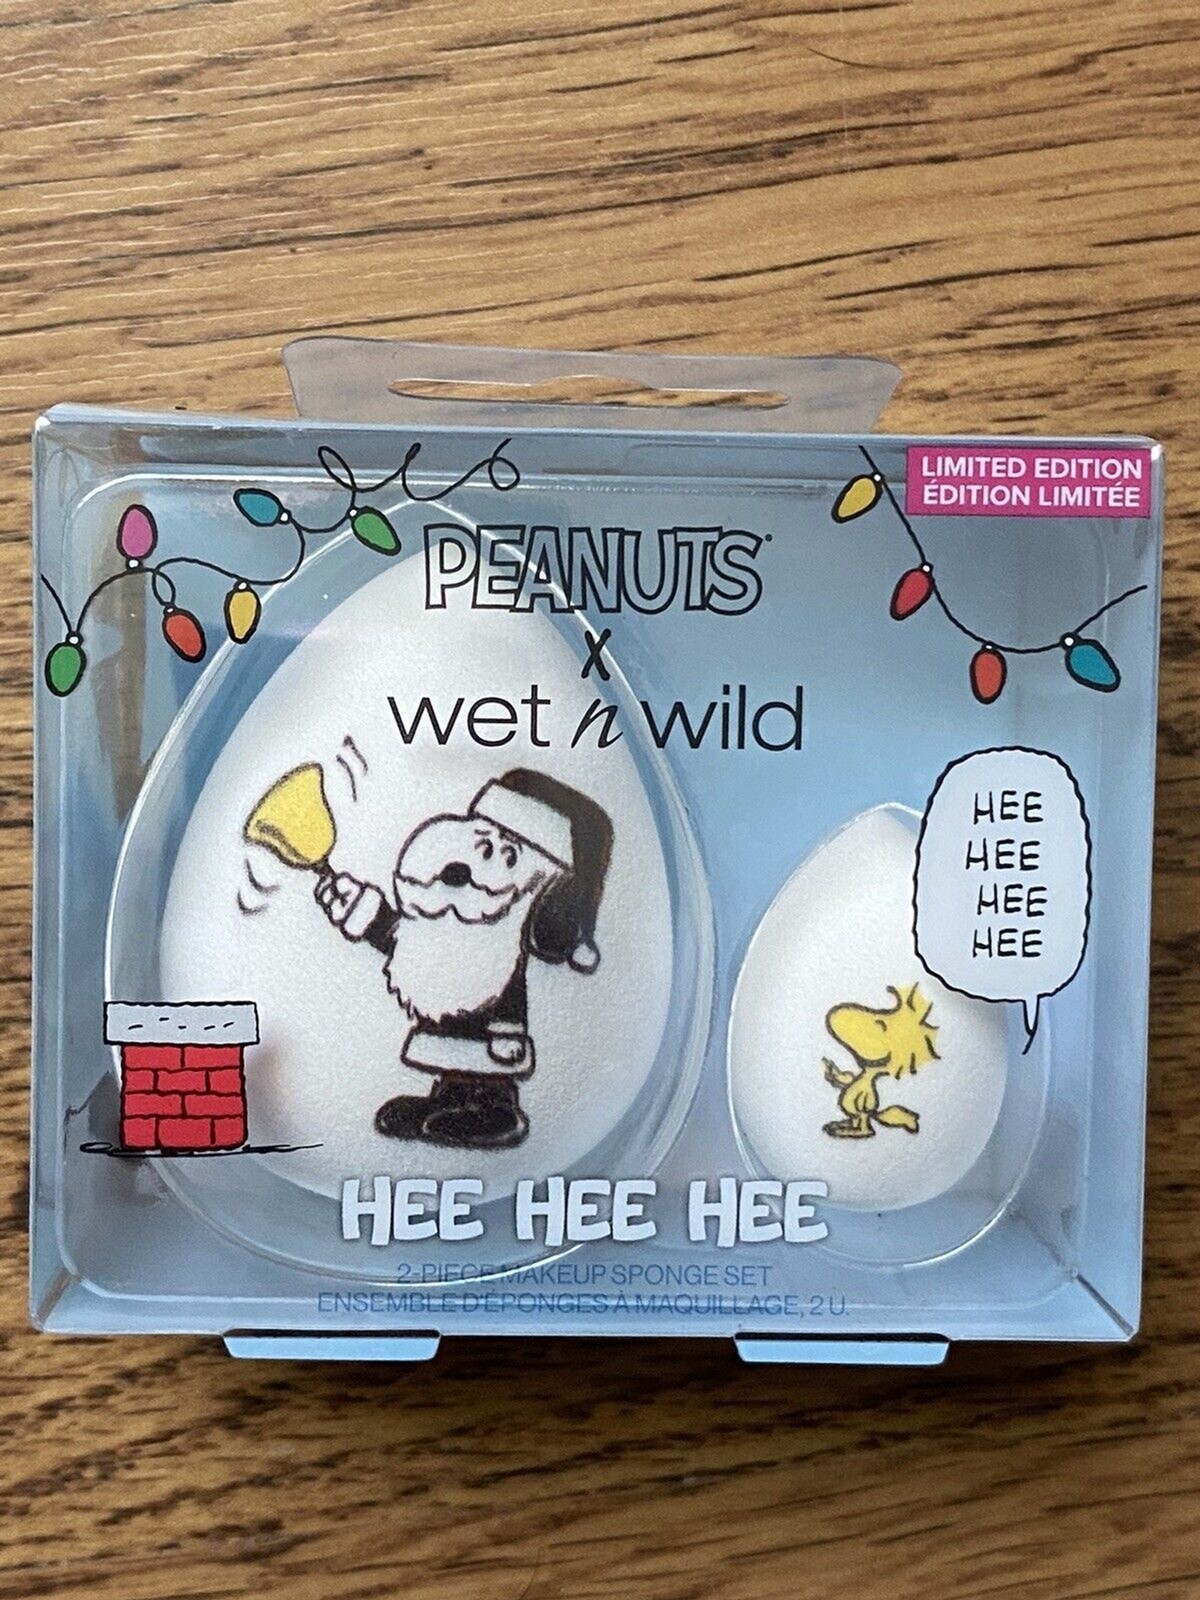 LIMITED EDITION
ÉDITION LIMITÉE
PEANUTS
X
wet n wild
HEE
HEE
HEE
HEE
HEE HEE HEE
2-PIECE MAKEUP SPONGE SET
ENSEMBLE D'ÉPONGES À MAQUILLAGE, 2 U.